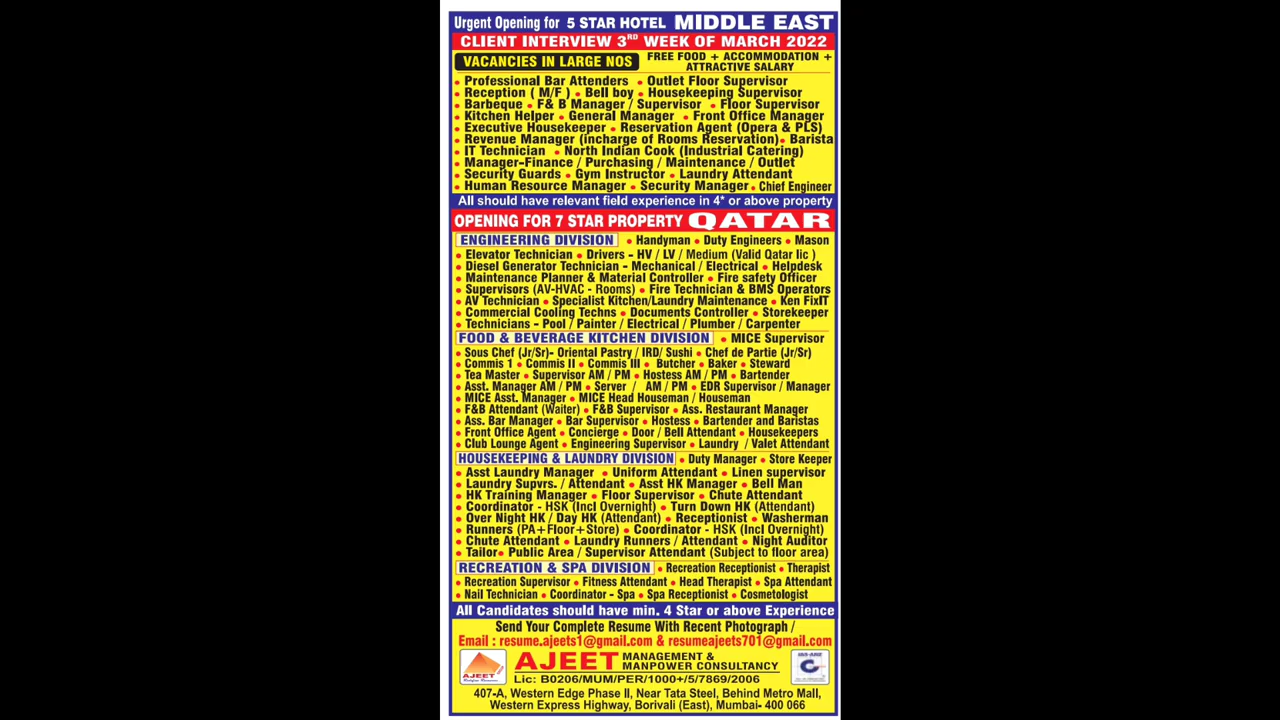 Urgent Opening for 5 STAR HOTEL MIDDLE EAST
CLIENT INTERVIEW 3RD WEEK OF MARCH 2022
VACANCIES IN LARGE NOS FREE FOOD + ACCOMMODATION +
ATTRACTIVE SALARY
• Professional Bar Attenders • Outlet Floor Supervisor
• Reception ( M/F ) • Bell boy • Housekeeping Supervisor
• Barbeque • F& B Manager / Supervisor • Floor Supervisor
• Kitchen Helper • General Manager • Front Office Manager
• Executive Housekeeper • Reservation Agent (Opera & PLS)
• Revenue Manager (incharge of Rooms Reservation) • Barista
• IT Technician • North Indian Cook (Industrial Catering)
• Manager-Finance / Purchasing / Maintenance / Outlet
• Security Guards • Gym Instructor • Laundry Attendant
• Human Resource Manager • Security Manager • Chief Engineer
All should have relevant field experience in 4* or above property
OPENING FOR 7 STAR PROPERTY QATAR
ENGINEERING DIVISION • Handyman • Duty Engineers • Mason
• Elevator Technician • Drivers - HV / LV / Medium (Valid Qatar lic )
• Diesel Generator Technician - Mechanical / Electrical • Helpdesk
• Maintenance Planner & Material Controller • Fire safety Officer
• Supervisors (AV-HVAC - Rooms) • Fire Technician & BMS Operators
• AV Technician • Specialist Kitchen/Laundry Maintenance • Ken FixIT
• Commercial Cooling Techns • Documents Controller • Storekeeper
• Technicians - Pool / Painter / Electrical / Plumber / Carpenter
FOOD & BEVERAGE KITCHEN DIVISION • MICE Supervisor
• Sous Chef (Jr/Sr)- Oriental Pastry / IRD/ Sushi • Chef de Partie (Jr/Sr)
• Commis 1 • Commis II • Commis III • Butcher • Baker • Steward
• Tea Master • Supervisor AM / PM • Hostess AM / PM • Bartender
• Asst. Manager AM / PM • Server / AM / PM • EDR Supervisor / Manager
• MICE Asst. Manager • MICE Head Houseman / Houseman
• F&B Attendant (Waiter) • F&B Supervisor • Ass. Restaurant Manager
• Ass. Bar Manager • Bar Supervisor • Hostess • Bartender and Baristas
• Front Office Agent • Concierge • Door / Bell Attendant • Housekeepers
• Club Lounge Agent • Engineering Supervisor • Laundry / Valet Attendant
HOUSEKEEPING & LAUNDRY DIVISION • Duty Manager • Store Keeper
• Asst Laundry Manager • Uniform Attendant • Linen supervisor
• Laundry Supvrs. / Attendant • Asst HK Manager • Bell Man
• HK Training Manager • Floor Supervisor • Chute Attendant
• Coordinator - HSK (Incl Overnight) • Turn Down HK (Attendant)
• Over Night HK / Day HK (Attendant) • Receptionist • Washerman
• Runners (PA+Floor+Store) • Coordinator - HSK (Incl Overnight)
• Chute Attendant • Laundry Runners / Attendant • Night Auditor
• Tailor • Public Area / Supervisor Attendant (Subject to floor area)
RECREATION & SPA DIVISION • Recreation Receptionist • Therapist
• Recreation Supervisor • Fitness Attendant • Head Therapist • Spa Attendant
• Nail Technician • Coordinator - Spa • Spa Receptionist • Cosmetologist
All Candidates should have min. 4 Star or above Experience
Send Your Complete Resume With Recent Photograph /
Email : resume.ajeets1@gmail.com & resumeajeets701@gmail.com
AJEET
AJEET MANAGEMENT &
MANPOWER CONSULTANCY
Lic: B0206/MUM/PER/1000+/5/7869/2006
407-A, Western Edge Phase II, Near Tata Steel, Behind Metro Mall,
Western Express Highway, Borivali (East), Mumbai- 400 066